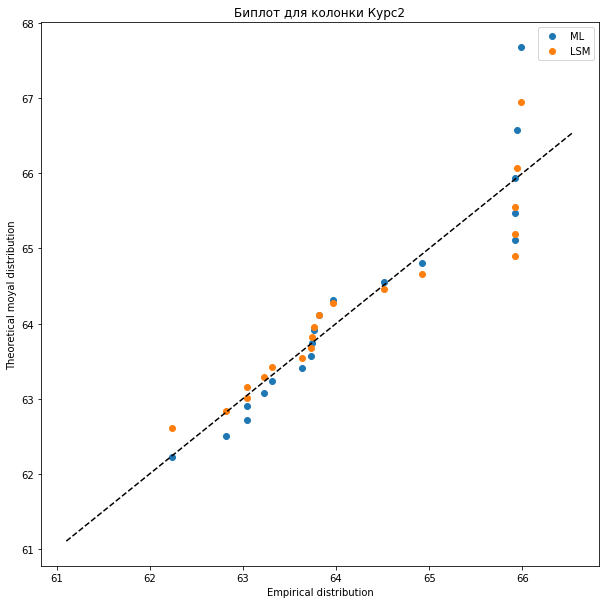 Биплот для колонки Курс2
68
67
66
65
64
63
62
61
Theoretical moyal distribution
ML
LSM
61
62
63
64
65
66
Empirical distribution